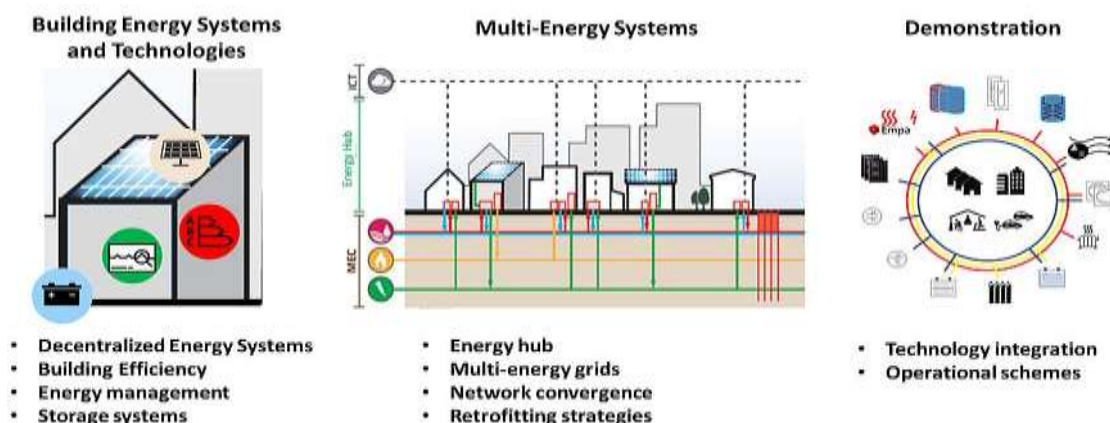 Building Energy Systems
and Technologies
Multi-Energy Systems
Demonstration
ICT
Energy Hub
MEC
A
B
C
Empa
• Decentralized Energy Systems
• Building Efficiency
• Energy management
• Storage systems
• Energy hub
• Multi-energy grids
• Network convergence
• Retrofitting strategies
• Technology integration
• Operational schemes